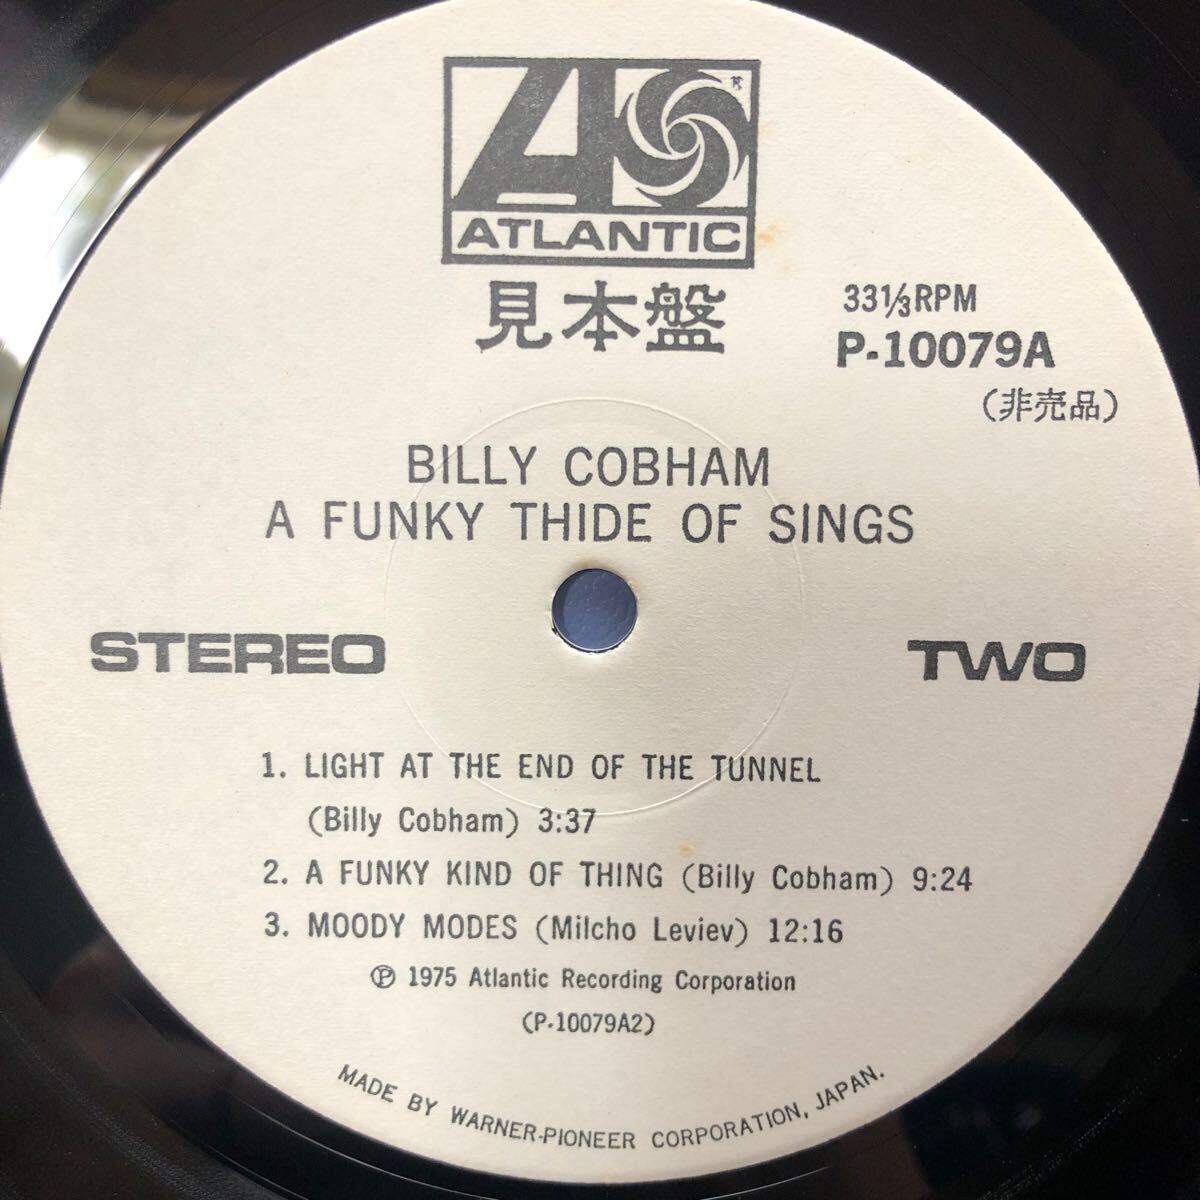 ®
ATLANTIC
見本盤
33⅓RPM
P-10079A
(非売品)
BILLY COBHAM
A FUNKY THIDE OF SINGS
STEREO
TWO
1. LIGHT AT THE END OF THE TUNNEL
(Billy Cobham) 3:37
2. A FUNKY KIND OF THING (Billy Cobham) 9:24
3. MOODY MODES (Milcho Leviev) 12:16
℗ 1975 Atlantic Recording Corporation
(P-10079A2)
MADE BY WARNER-PIONEER CORPORATION, JAPAN.